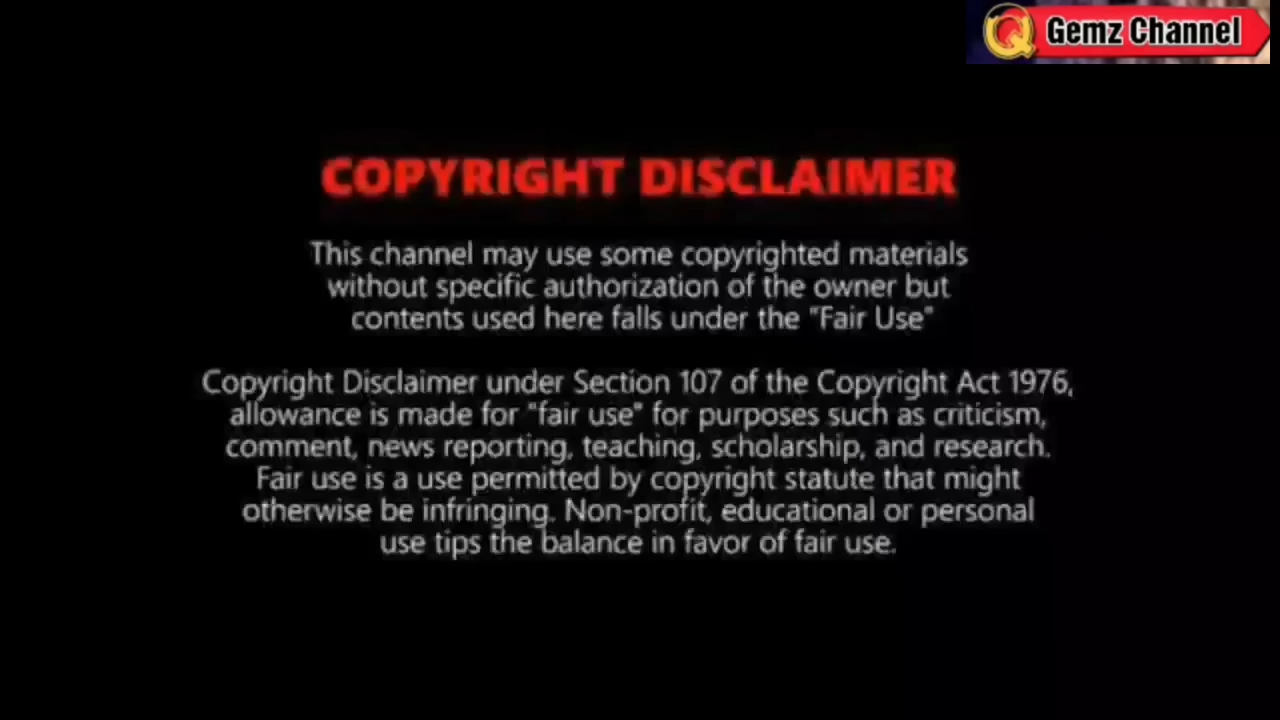 Gemz Channel
COPYRIGHT DISCLAIMER
This channel may use some copyrighted materials
without specific authorization of the owner but
contents used here falls under the "Fair Use"
Copyright Disclaimer under Section 107 of the Copyright Act 1976,
allowance is made for "fair use" for purposes such as criticism,
comment, news reporting, teaching, scholarship, and research.
Fair use is a use permitted by copyright statute that might
otherwise be infringing. Non-profit, educational or personal
use tips the balance in favor of fair use.